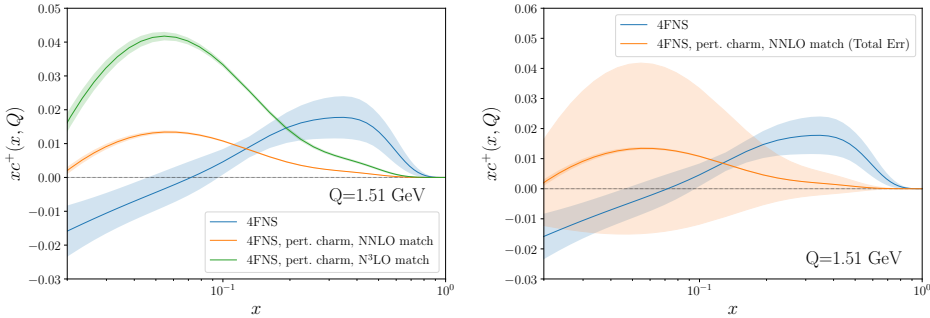 0.05
0.04
0.03
0.02
0.01
0.00
−0.01
−0.02
−0.03
xc⁺(x, Q)
Q=1.51 GeV
4FNS
4FNS, pert. charm, NNLO match
4FNS, pert. charm, N³LO match
10⁻¹
10⁰
x
0.06
0.05
0.04
0.03
0.02
0.01
0.00
−0.01
−0.02
−0.03
xc⁺(x, Q)
4FNS
4FNS, pert. charm, NNLO match (Total Err)
Q=1.51 GeV
10⁻¹
10⁰
x